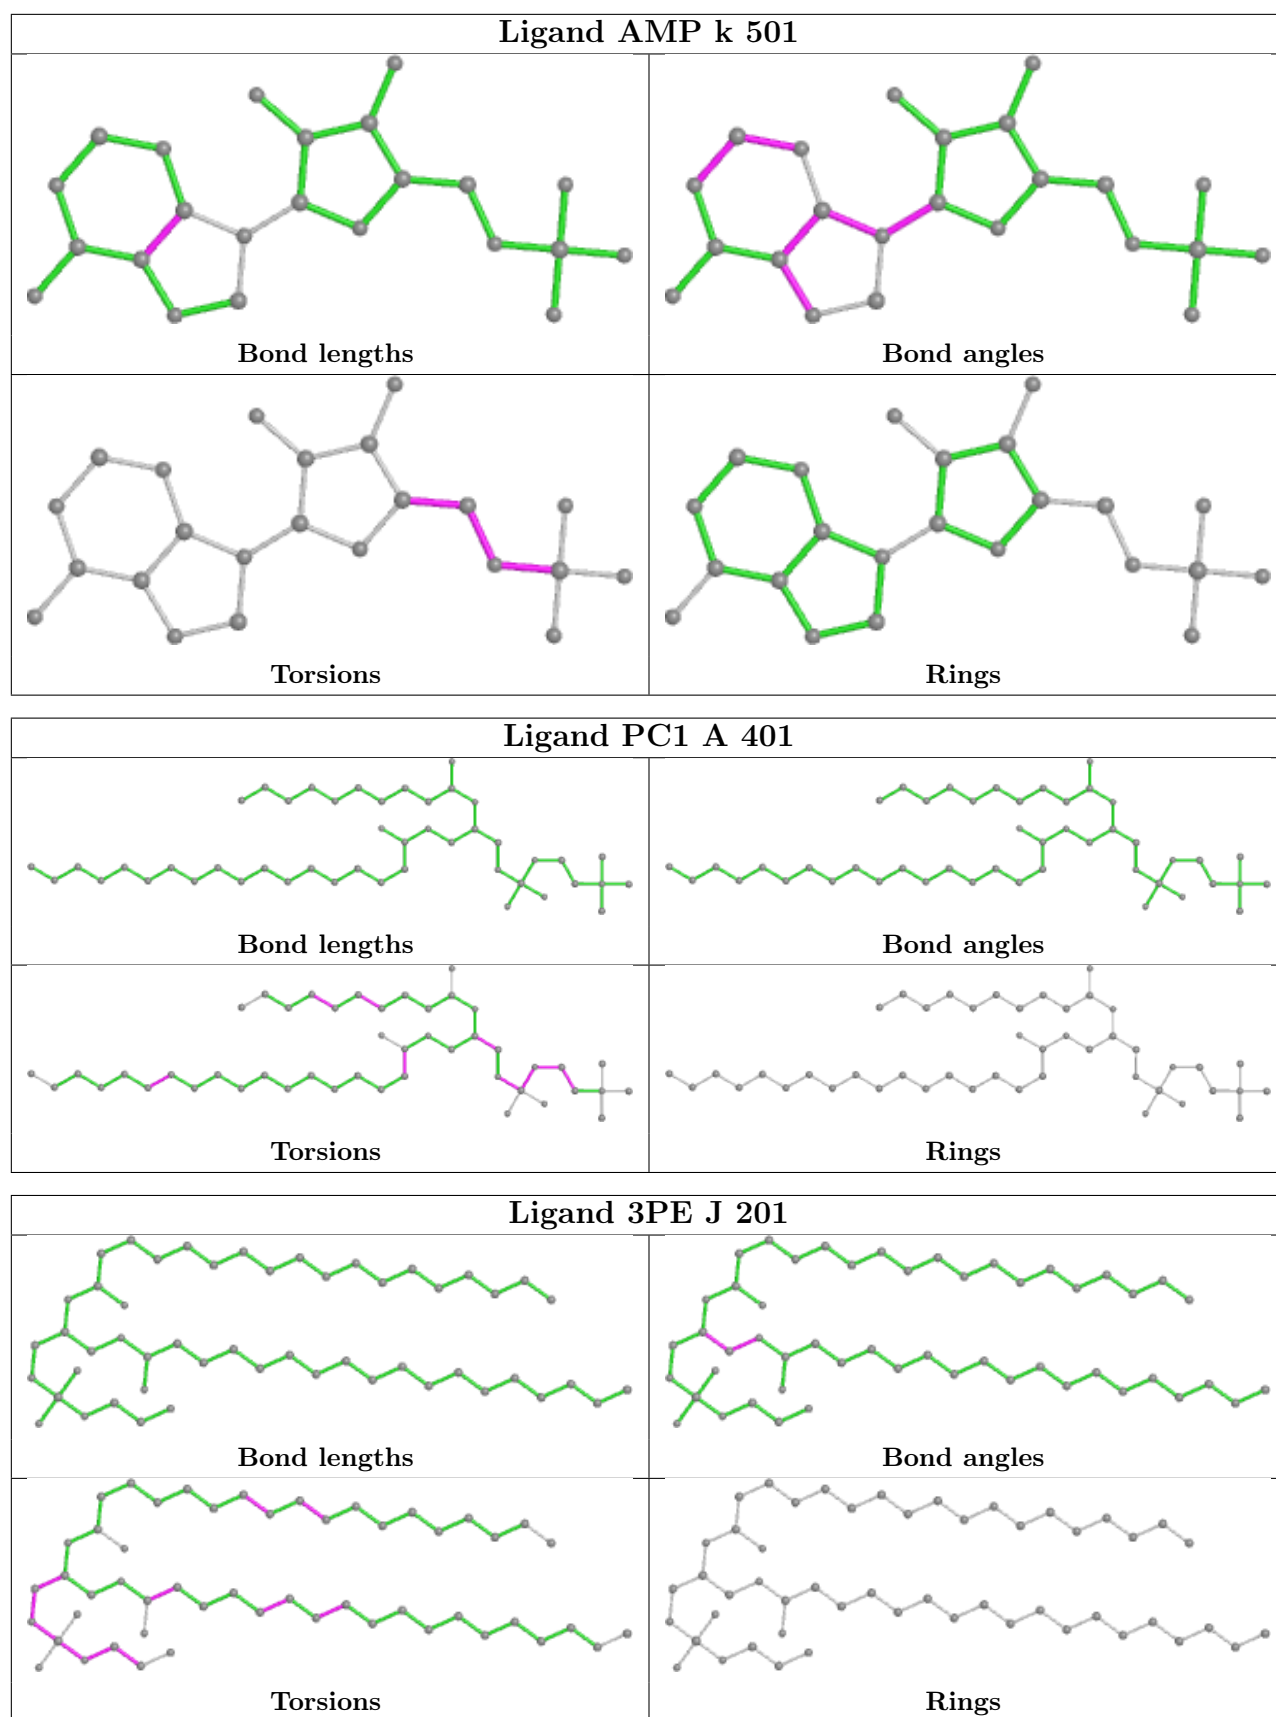 Ligand AMP k 501
Bond lengths
Bond angles
Torsions
Rings
Ligand PC1 A 401
Bond lengths
Bond angles
Torsions
Rings
Ligand 3PE J 201
Bond lengths
Bond angles
Torsions
Rings